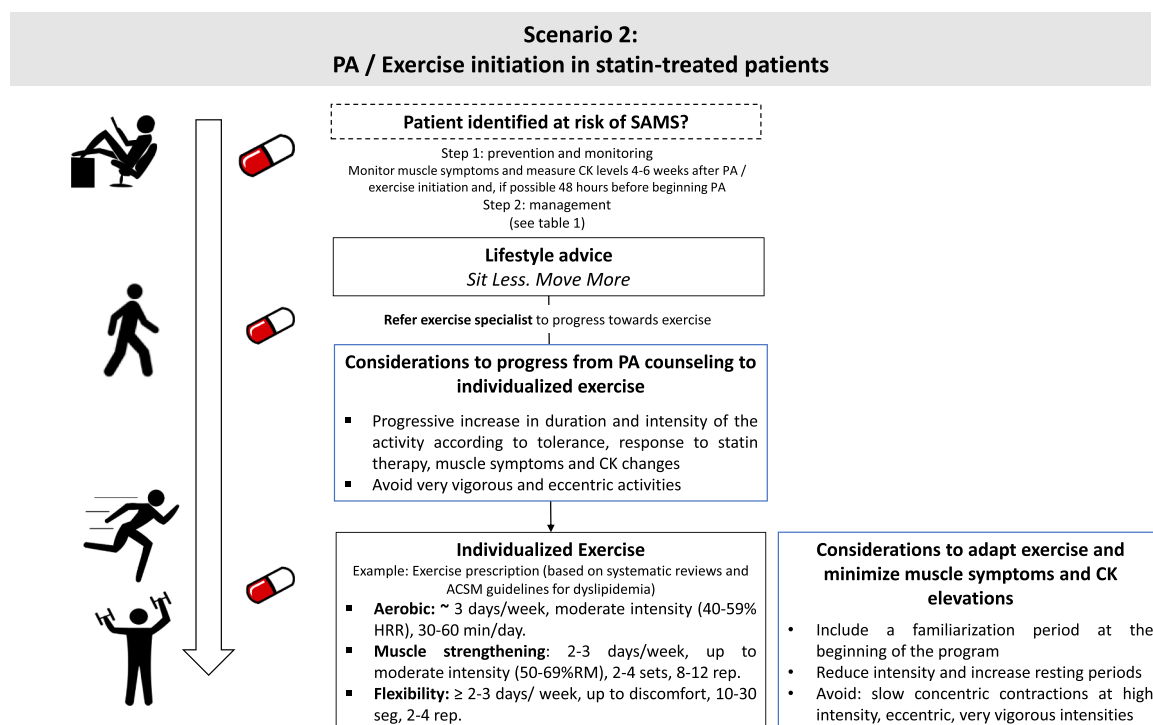 Scenario 2:
PA / Exercise initiation in statin-treated patients
Patient identified at risk of SAMS?
Step 1: prevention and monitoring
Monitor muscle symptoms and measure CK levels 4-6 weeks after PA /
exercise initiation and, if possible 48 hours before beginning PA
Step 2: management
(see table 1)
Lifestyle advice
Sit Less. Move More
Refer exercise specialist to progress towards exercise
Considerations to progress from PA counseling to
individualized exercise
▪ Progressive increase in duration and intensity of the
activity according to tolerance, response to statin
therapy, muscle symptoms and CK changes
▪ Avoid very vigorous and eccentric activities
Individualized Exercise
Example: Exercise prescription (based on systematic reviews and
ACSM guidelines for dyslipidemia)
▪ Aerobic: ~ 3 days/week, moderate intensity (40-59%
HRR), 30-60 min/day.
▪ Muscle strengthening: 2-3 days/week, up to
moderate intensity (50-69%RM), 2-4 sets, 8-12 rep.
▪ Flexibility: ≥ 2-3 days/ week, up to discomfort, 10-30
seg, 2-4 rep.
Considerations to adapt exercise and
minimize muscle symptoms and CK
elevations
• Include a familiarization period at the
beginning of the program
• Reduce intensity and increase resting periods
• Avoid: slow concentric contractions at high
intensity, eccentric, very vigorous intensities